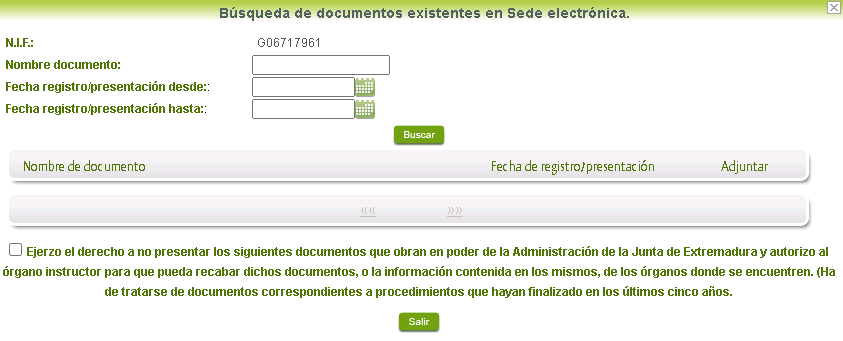 Búsqueda de documentos existentes en Sede electrónica.
N.I.F.: G06717961
Nombre documento:
Fecha registro/presentación desde::
Fecha registro/presentación hasta::
Buscar
Nombre de documento Fecha de registro/presentación Adjuntar
«« »»
Ejerzo el derecho a no presentar los siguientes documentos que obran en poder de la Administración de la Junta de Extremadura y autorizo al
órgano instructor para que pueda recabar dichos documentos, o la información contenida en los mismos, de los órganos donde se encuentren. (Ha
de tratarse de documentos correspondientes a procedimientos que hayan finalizado en los últimos cinco años.
Salir